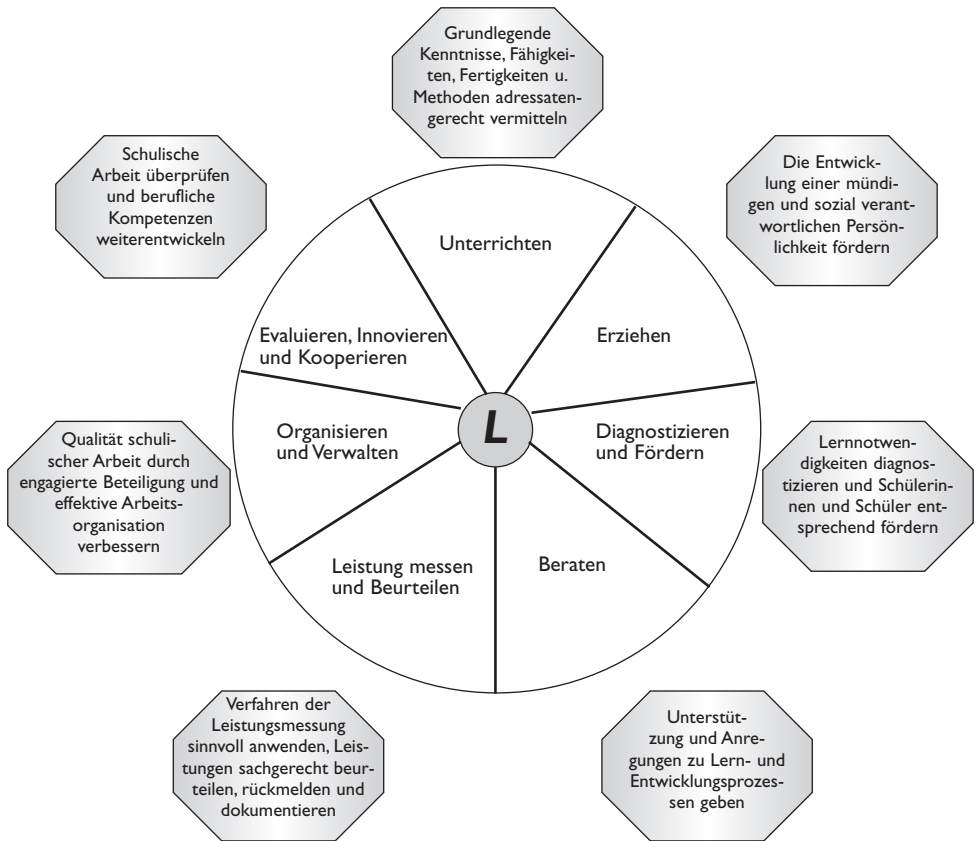 Grundlegende
Kenntnisse, Fähigkei-
ten, Fertigkeiten u.
Methoden adressaten-
gerecht vermitteln
Schulische
Arbeit überprüfen
und berufliche
Kompetenzen
weiterentwickeln
Die Entwick-
lung einer mündi-
gen und sozial verant-
wortlichen Persön-
lichkeit fördern
Unterrichten
Evaluieren, Innovieren
und Kooperieren
Erziehen
L
Organisieren
und Verwalten
Diagnostizieren
und Fördern
Qualität schuli-
scher Arbeit durch
engagierte Beteiligung und
effektive Arbeits-
organisation
verbessern
Lernnotwen-
digkeiten diagnos-
tizieren und Schülerin-
nen und Schüler ent-
sprechend fördern
Leistung messen
und Beurteilen
Beraten
Verfahren der
Leistungsmessung
sinnvoll anwenden, Leis-
tungen sachgerecht beur-
teilen, rückmelden und
dokumentieren
Unterstüt-
zung und Anre-
gungen zu Lern- und
Entwicklungsprozes-
sen geben